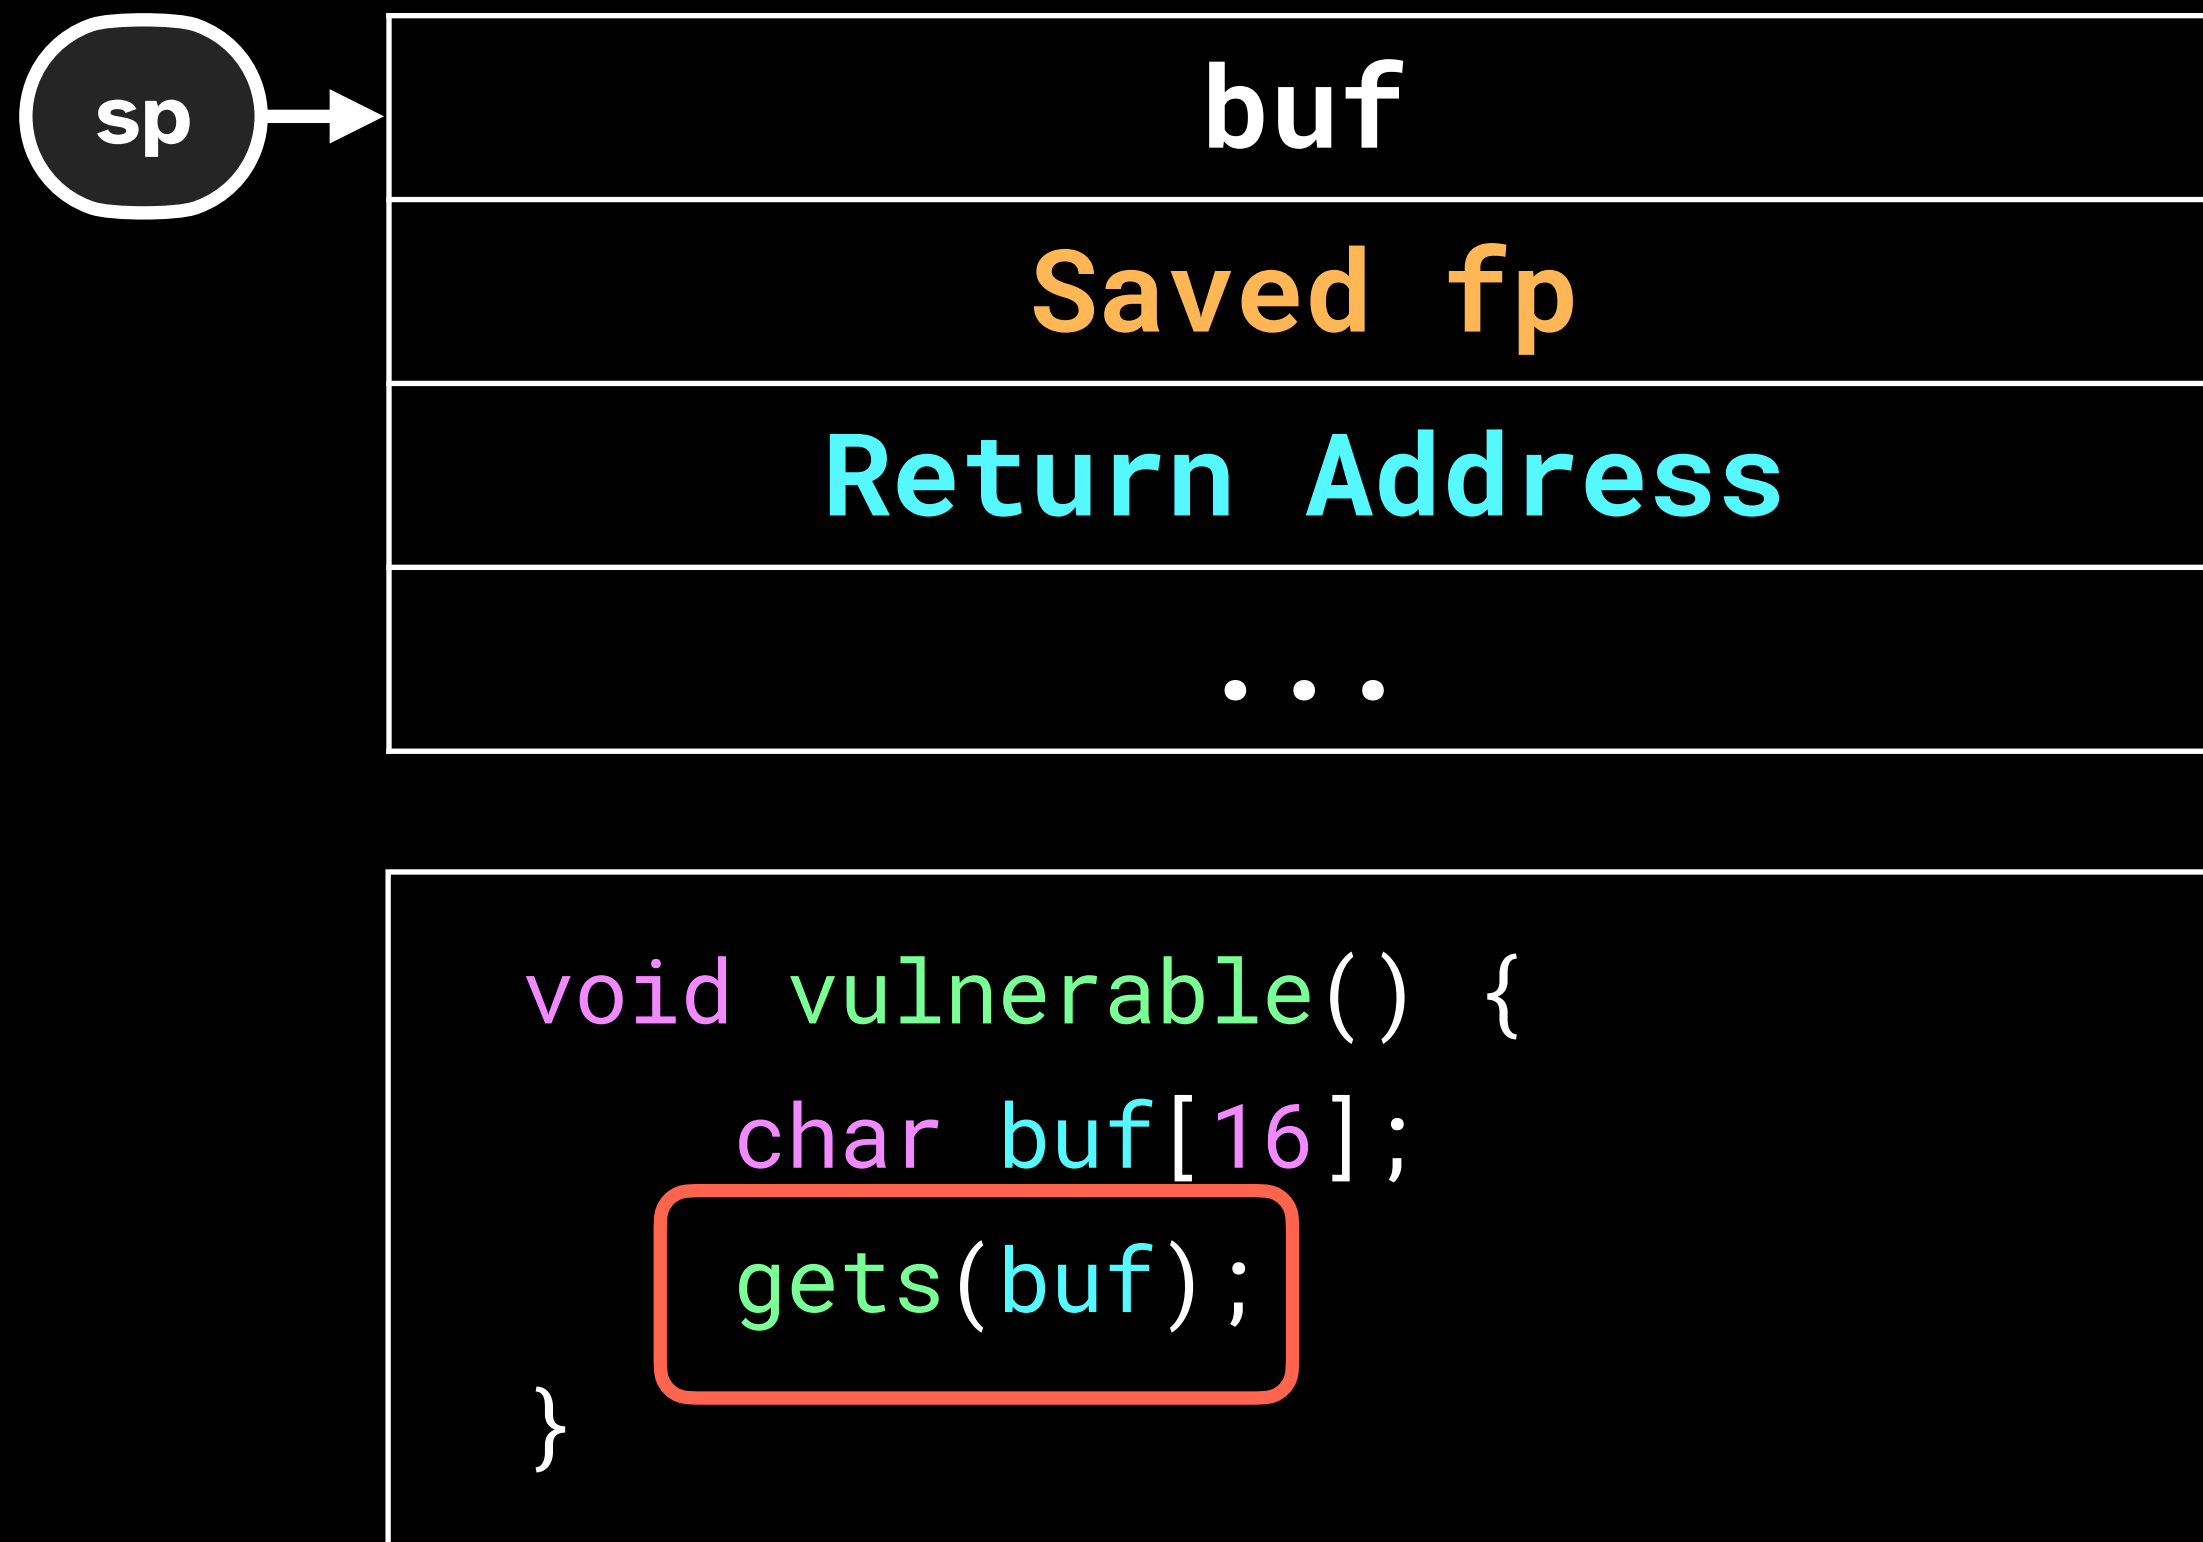 sp
buf
Saved fp
Return Address
...
void vulnerable() {
    char buf[16];
    gets(buf);
}